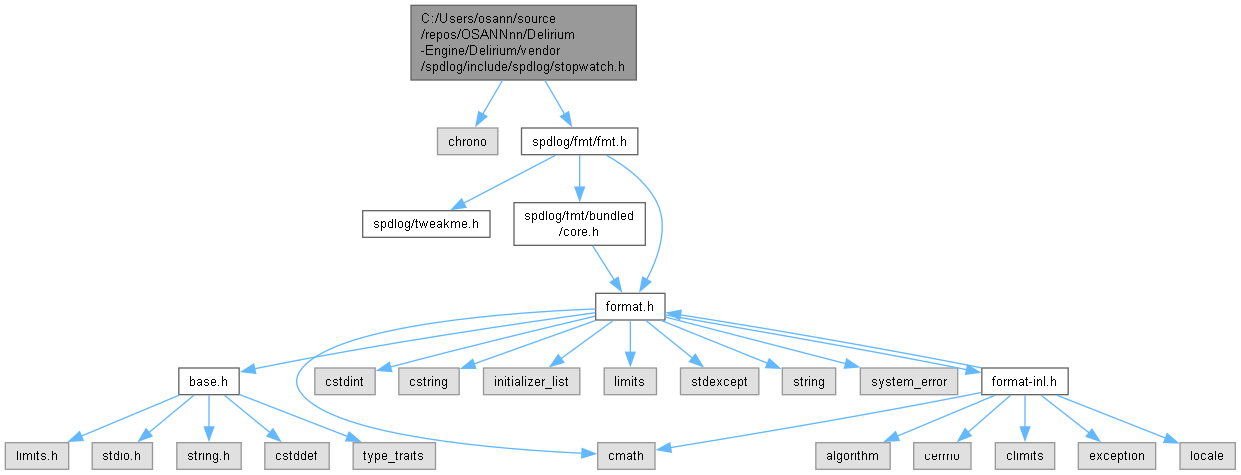 C:/Users/osann/source
/repos/OSANNnn/Delirium
-Engine/Delirium/vendor
/spdlog/include/spdlog/stopwatch.h
chrono
spdlog/fmt/fmt.h
spdlog/tweakme.h
spdlog/fmt/bundled
/core.h
format.h
base.h
cstdint
cstring
initializer_list
limits
stdexcept
string
system_error
format-inl.h
limits.h
stdio.h
string.h
cstddef
type_traits
cmath
algorithm
cerrno
climits
exception
locale